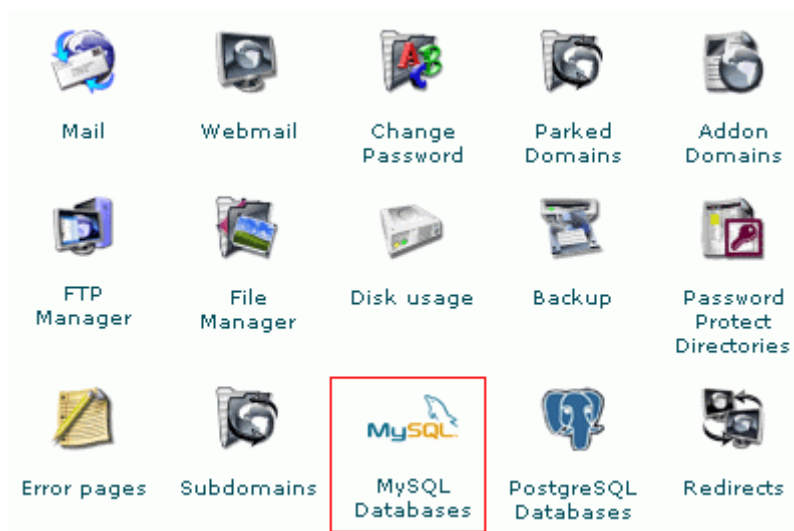 Mail
Webmail
Change
Password
Parked
Domains
Addon
Domains
FTP
Manager
File
Manager
Disk usage
Backup
Password
Protect
Directories
Error pages
Subdomains
MySQL
MySQL
Databases
PostgreSQL
Databases
Redirects